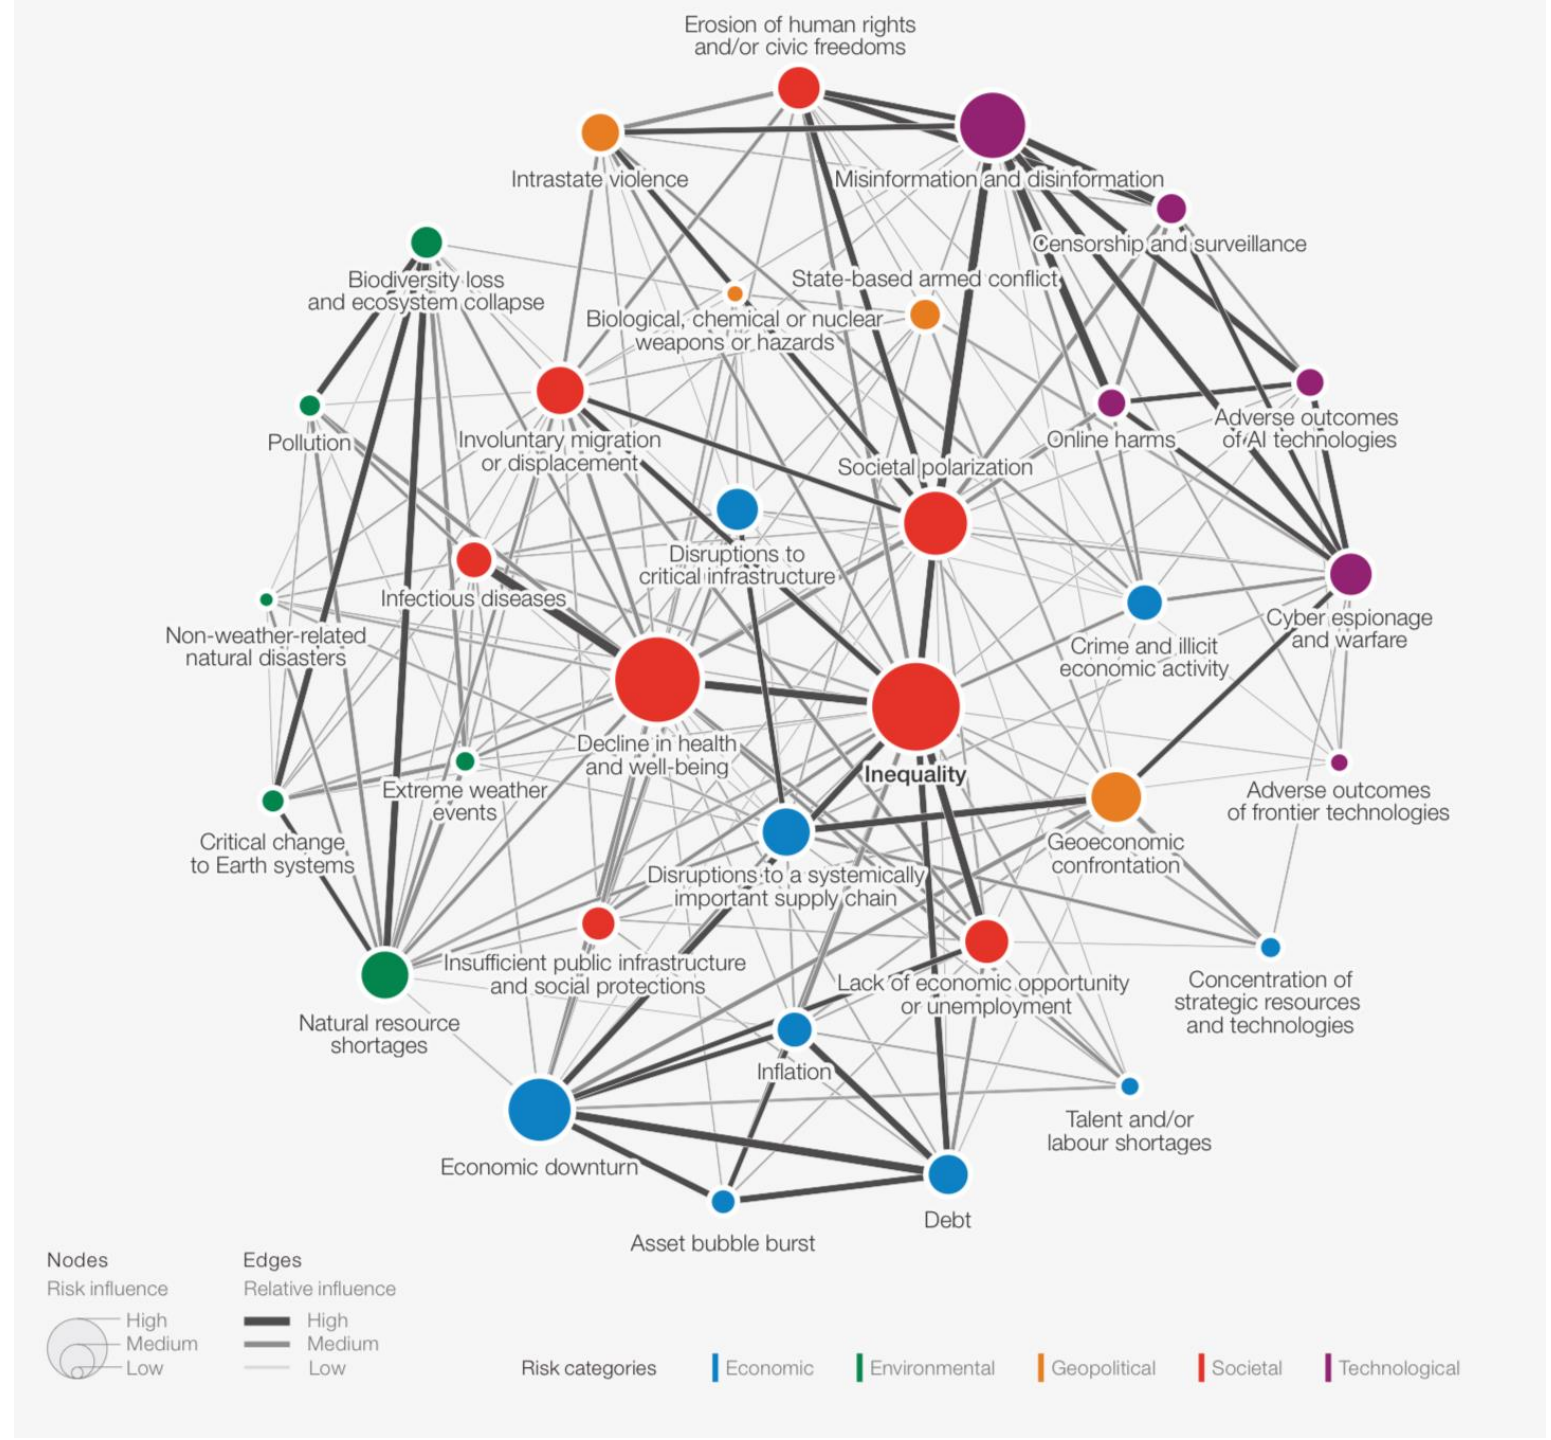 Erosion of human rights
and/or civic freedoms
Intrastate violence
Misinformation and disinformation
Censorship and surveillance
Biodiversity loss
and ecosystem collapse
State-based armed conflict
Biological, chemical or nuclear
weapons or hazards
Pollution
Involuntary migration
or displacement
Online harms
Adverse outcomes
of AI technologies
Societal polarization
Disruptions to
critical infrastructure
Infectious diseases
Non-weather-related
natural disasters
Crime and illicit
economic activity
Cyber espionage
and warfare
Decline in health
and well-being
Inequality
Extreme weather
events
Adverse outcomes
of frontier technologies
Critical change
to Earth systems
Geoeconomic
confrontation
Disruptions to a systemically
important supply chain
Insufficient public infrastructure
and social protections
Lack of economic opportunity
or unemployment
Concentration of
strategic resources
and technologies
Natural resource
shortages
Inflation
Talent and/or
labour shortages
Economic downturn
Debt
Asset bubble burst
Nodes
Risk influence
High
Medium
Low
Edges
Relative influence
High
Medium
Low
Risk categories
Economic
Environmental
Geopolitical
Societal
Technological